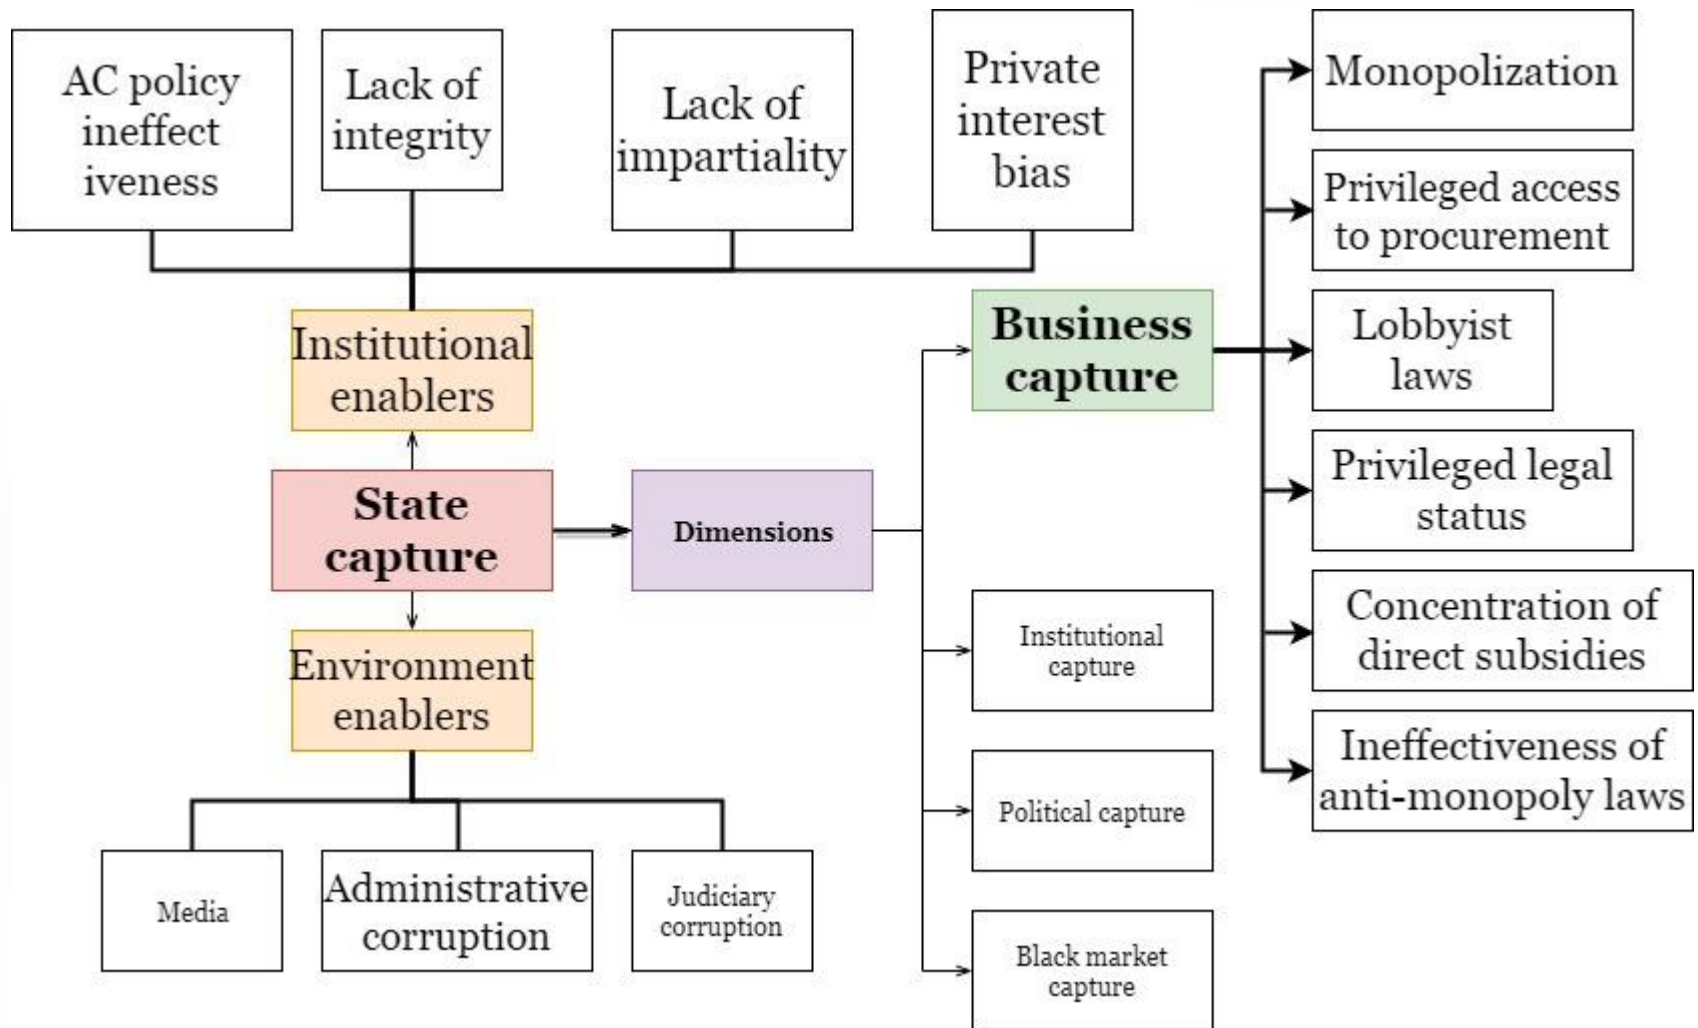 AC policy
ineffect
iveness
Lack of
integrity
Lack of
impartiality
Private
interest
bias
Monopolization
Privileged access
to procurement
Institutional
enablers
Business
capture
Lobbyist
laws
State
capture
Dimensions
Privileged legal
status
Environment
enablers
Institutional
capture
Concentration of
direct subsidies
Political capture
Ineffectiveness of
anti-monopoly laws
Media
Administrative
corruption
Judiciary
corruption
Black market
capture